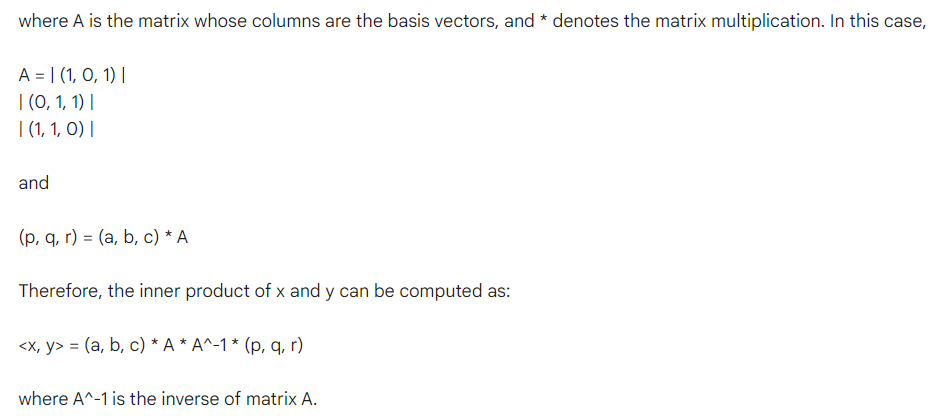 where A is the matrix whose columns are the basis vectors, and * denotes the matrix multiplication. In this case,
A = | (1, 0, 1) |
| (0, 1, 1) |
| (1, 1, 0) |
and
(p, q, r) = (a, b, c) * A
Therefore, the inner product of x and y can be computed as:
<x, y> = (a, b, c) * A * A^-1 * (p, q, r)
where A^-1 is the inverse of matrix A.